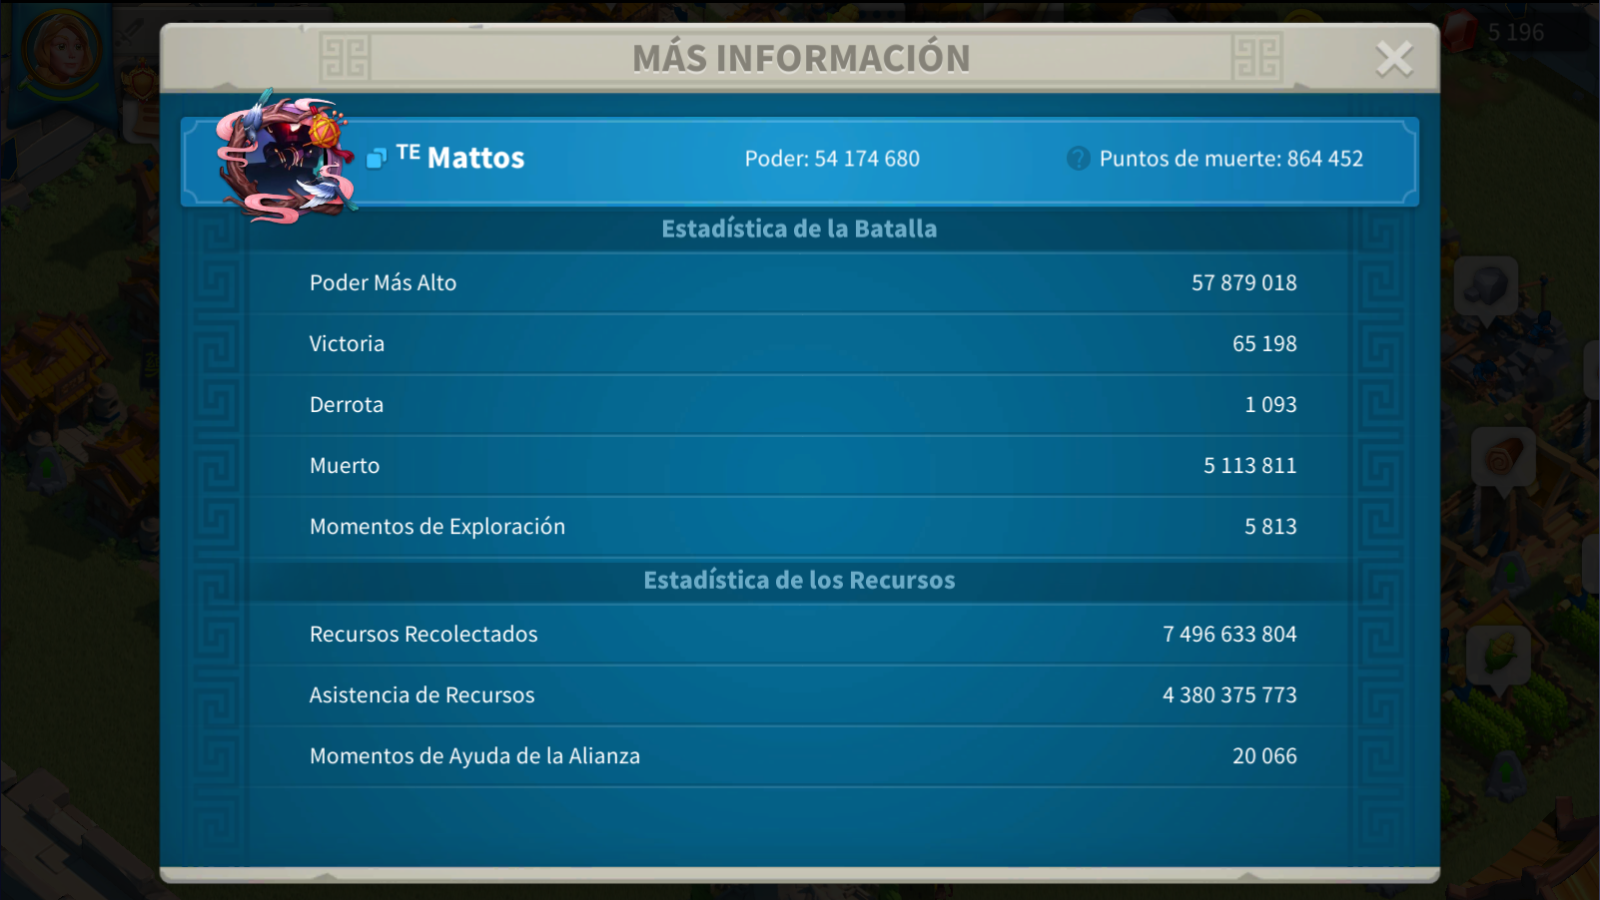 5 196
MÁS INFORMACIÓN
ᵀᴱ Mattos
Poder: 54 174 680
? Puntos de muerte: 864 452
Estadística de la Batalla
Poder Más Alto 57 879 018
Victoria 65 198
Derrota 1 093
Muerto 5 113 811
Momentos de Exploración 5 813
Estadística de los Recursos
Recursos Recolectados 7 496 633 804
Asistencia de Recursos 4 380 375 773
Momentos de Ayuda de la Alianza 20 066